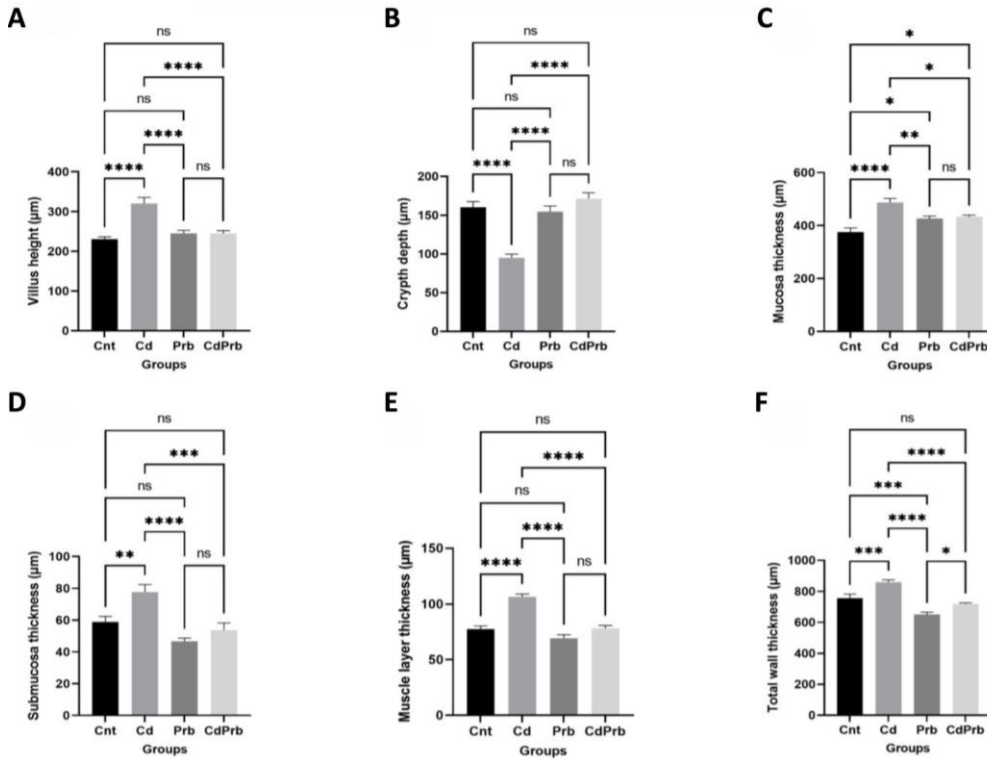 A
ns
****
ns
****
****
ns
400
300
200
100
0
Villus height (µm)
Cnt Cd Prb CdPrb
Groups
B
ns
****
ns
****
****
ns
200
150
100
50
0
Crypth depth (µm)
Cnt Cd Prb CdPrb
Groups
C
*
*
*
**
****
ns
600
400
200
0
Mucosa thickness (µm)
Cnt Cd Prb CdPrb
Groups
D
ns
***
ns
****
**
ns
100
80
60
40
20
0
Submucosa thickness (µm)
Cnt Cd Prb CdPrb
Groups
E
ns
****
ns
****
****
ns
150
100
50
0
Muscle layer thickness (µm)
Cnt Cd Prb CdPrb
Groups
F
ns
****
***
****
***
*
1000
800
600
400
200
0
Total wall thickness (µm)
Cnt Cd Prb CdPrb
Groups